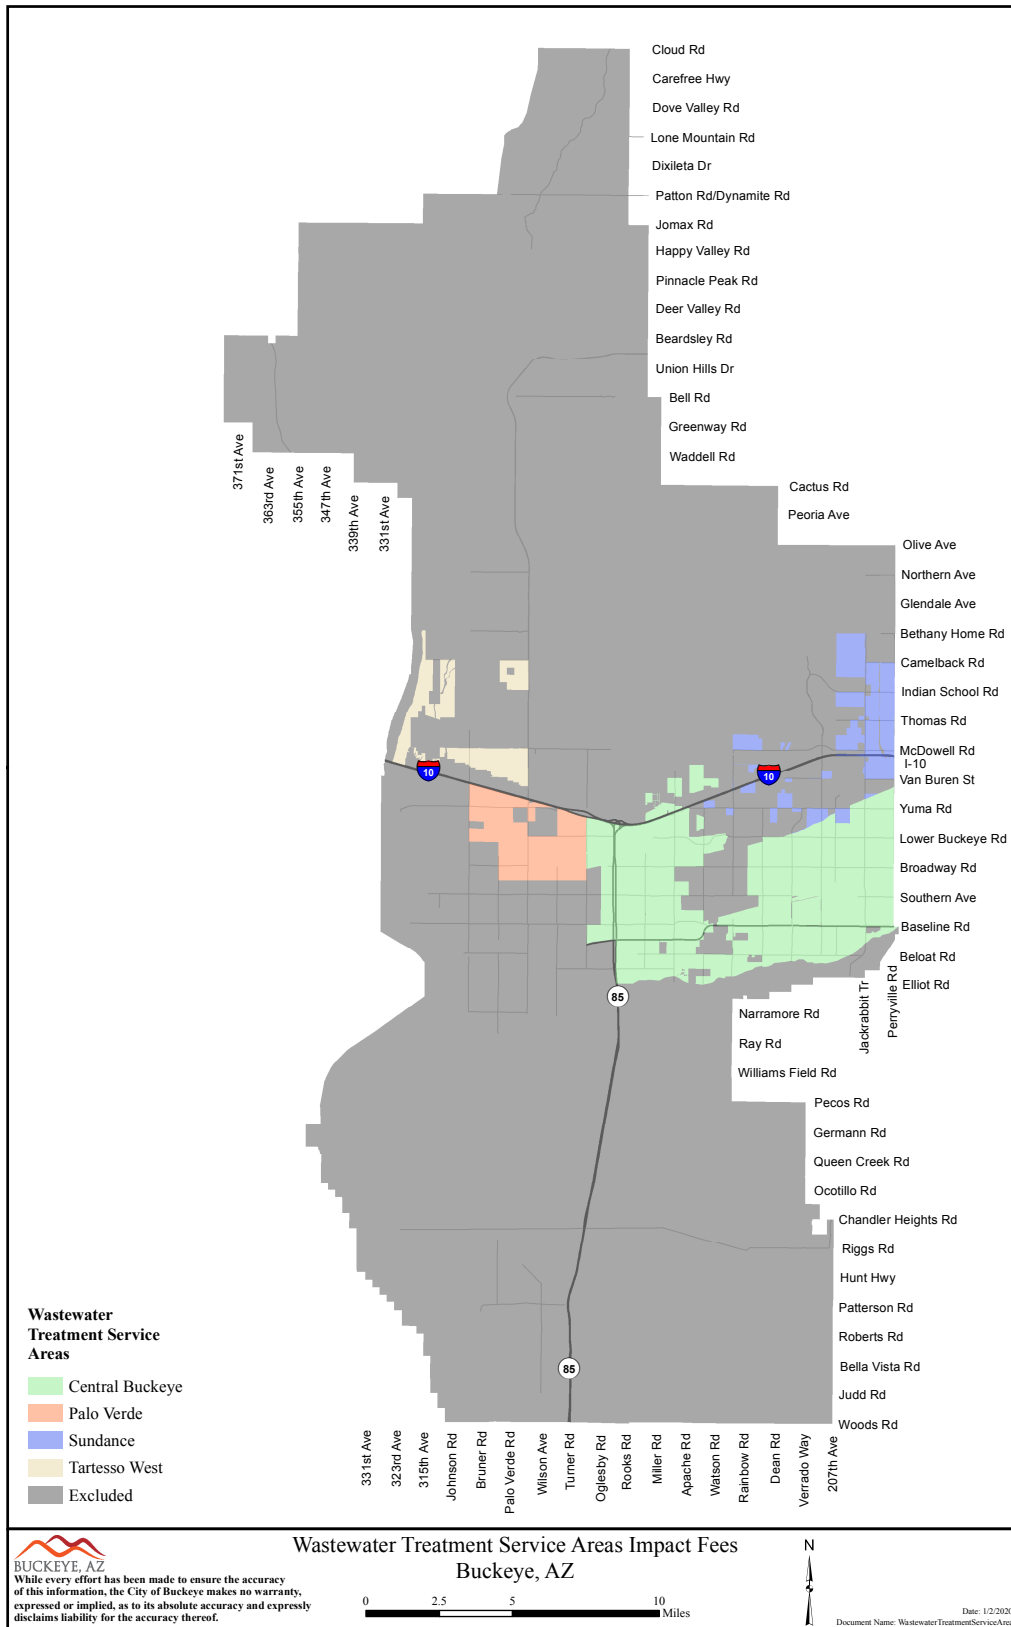 Cloud Rd
Carefree Hwy
Dove Valley Rd
Lone Mountain Rd
Dixileta Dr
Patton Rd/Dynamite Rd
Jomax Rd
Happy Valley Rd
Pinnacle Peak Rd
Deer Valley Rd
Beardsley Rd
Union Hills Dr
Bell Rd
Greenway Rd
Waddell Rd
371st Ave
363rd Ave
355th Ave
347th Ave
339th Ave
331st Ave
Cactus Rd
Peoria Ave
Olive Ave
Northern Ave
Glendale Ave
Bethany Home Rd
Camelback Rd
Indian School Rd
Thomas Rd
McDowell Rd
I-10
10
10
Van Buren St
Yuma Rd
Lower Buckeye Rd
Broadway Rd
Southern Ave
Baseline Rd
Beloat Rd
Elliot Rd
Jackrabbit Tr
Perryville Rd
85
Narramore Rd
Ray Rd
Williams Field Rd
Pecos Rd
Germann Rd
Queen Creek Rd
Ocotillo Rd
Chandler Heights Rd
Riggs Rd
Hunt Hwy
Patterson Rd
Roberts Rd
Bella Vista Rd
Judd Rd
Woods Rd
85
Wastewater
Treatment Service
Areas
Central Buckeye
Palo Verde
Sundance
Tartesso West
Excluded
331st Ave
323rd Ave
315th Ave
Johnson Rd
Bruner Rd
Palo Verde Rd
Wilson Ave
Turner Rd
Oglesby Rd
Rooks Rd
Miller Rd
Apache Rd
Watson Rd
Rainbow Rd
Dean Rd
Verrado Way
207th Ave
BUCKEYE, AZ
While every effort has been made to ensure the accuracy
of this information, the City of Buckeye makes no warranty,
expressed or implied, as to its absolute accuracy and expressly
disclaims liability for the accuracy thereof.
Wastewater Treatment Service Areas Impact Fees
Buckeye, AZ
0 2.5 5 10
Miles
N
Date: 1/2/2020
Document Name: WastewaterTreatmentServiceArea